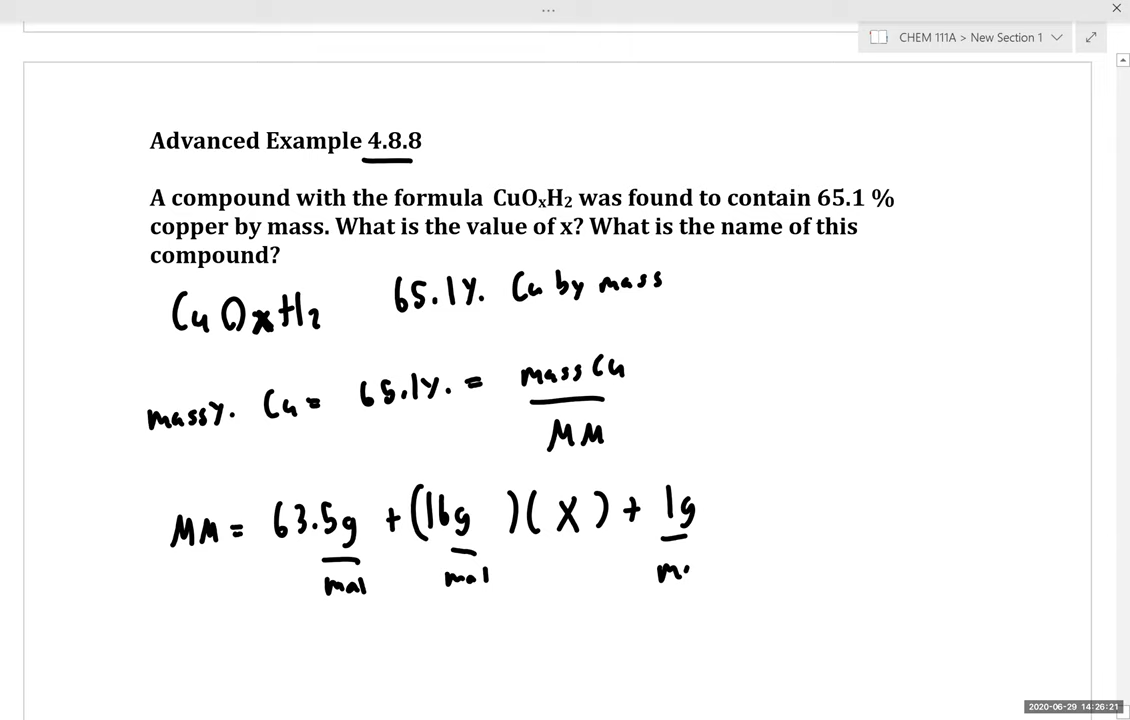 CHEM 111A > New Section 1
Advanced Example 4.8.8
A compound with the formula CuOₓH₂ was found to contain 65.1 %
copper by mass. What is the value of x? What is the name of this
compound?
CuOxH2 65.1%. Cu by mass
mass%. Cu = 65.1%. = mass Cu / MM
MM = 63.5g/mol + (16g/mol)(x) + 1g/mo
2020-06-29 14:26:21